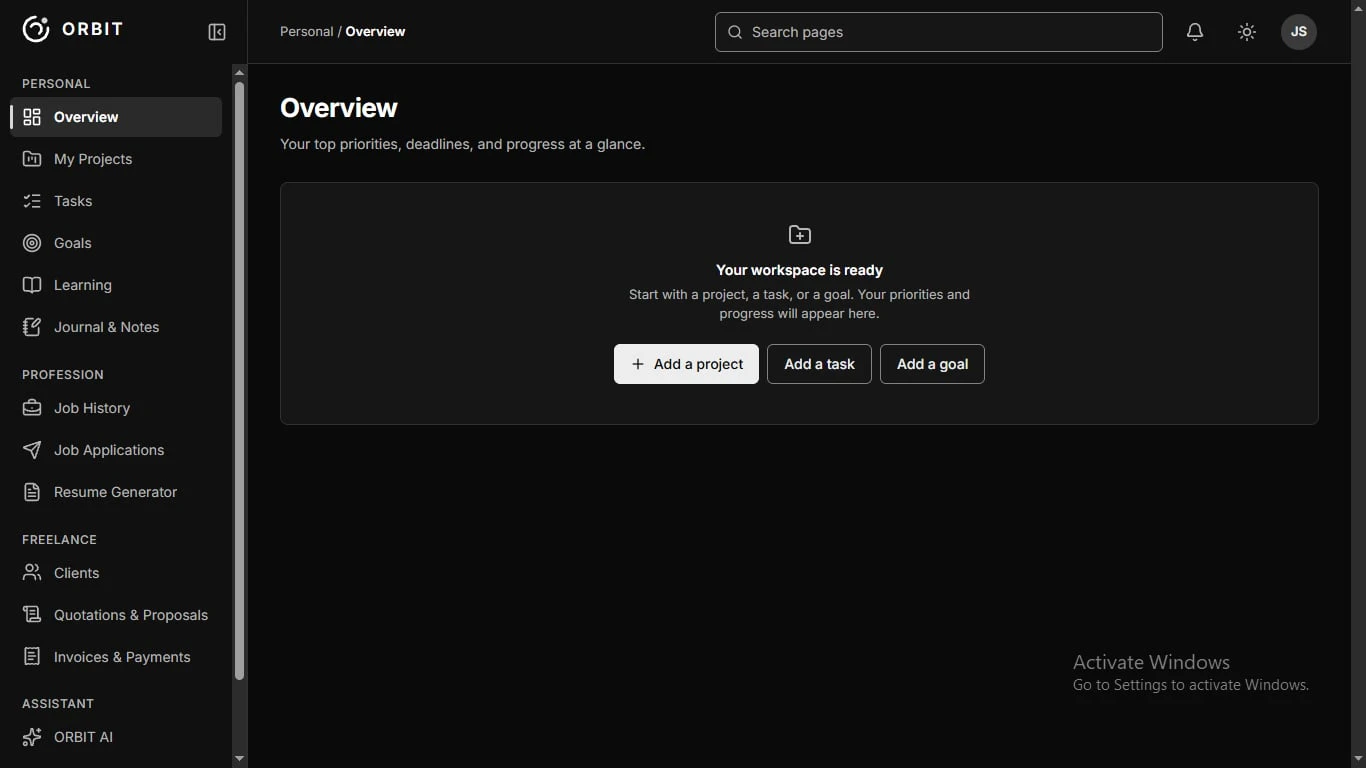 ORBIT
Personal / Overview
Search pages
JS
PERSONAL
Overview
My Projects
Tasks
Goals
Learning
Journal & Notes
PROFESSION
Job History
Job Applications
Resume Generator
FREELANCE
Clients
Quotations & Proposals
Invoices & Payments
ASSISTANT
ORBIT AI
Overview
Your top priorities, deadlines, and progress at a glance.
Your workspace is ready
Start with a project, a task, or a goal. Your priorities and
progress will appear here.
Add a project
Add a task
Add a goal
Activate Windows
Go to Settings to activate Windows.